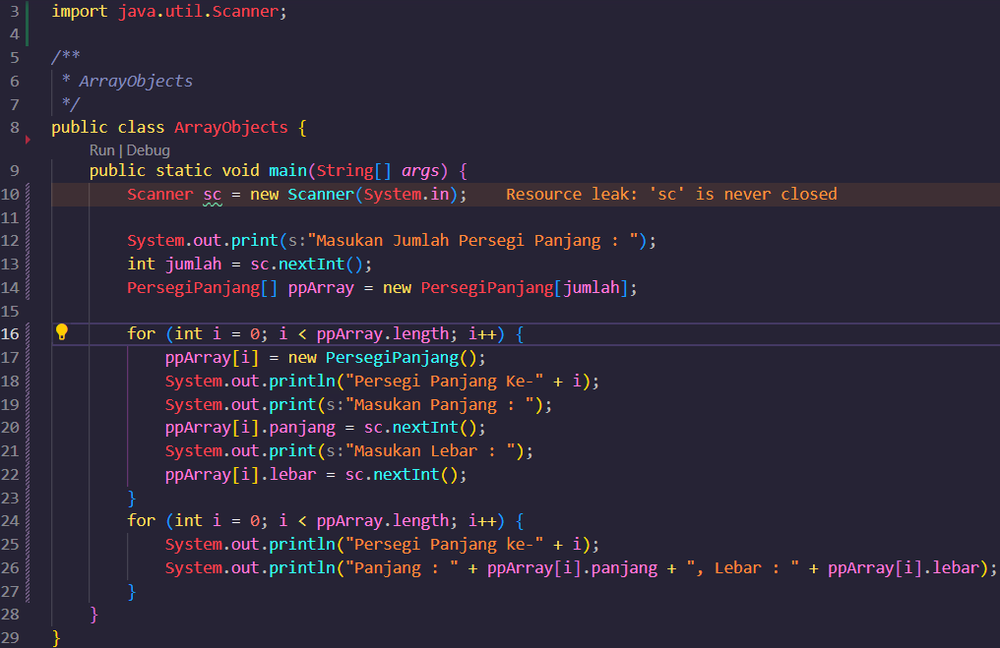 3 import java.util.Scanner;
4
5 /**
6 * ArrayObjects
7 */
8 public class ArrayObjects {
Run | Debug
9 public static void main(String[] args) {
10 Scanner sc = new Scanner(System.in); Resource leak: 'sc' is never closed
11
12 System.out.print(s:"Masukan Jumlah Persegi Panjang : ");
13 int jumlah = sc.nextInt();
14 PersegiPanjang[] ppArray = new PersegiPanjang[jumlah];
15
16 for (int i = 0; i < ppArray.length; i++) {
17 ppArray[i] = new PersegiPanjang();
18 System.out.println("Persegi Panjang Ke-" + i);
19 System.out.print(s:"Masukan Panjang : ");
20 ppArray[i].panjang = sc.nextInt();
21 System.out.print(s:"Masukan Lebar : ");
22 ppArray[i].lebar = sc.nextInt();
23 }
24 for (int i = 0; i < ppArray.length; i++) {
25 System.out.println("Persegi Panjang ke-" + i);
26 System.out.println("Panjang : " + ppArray[i].panjang + ", Lebar : " + ppArray[i].lebar);
27 }
28 }
29 }